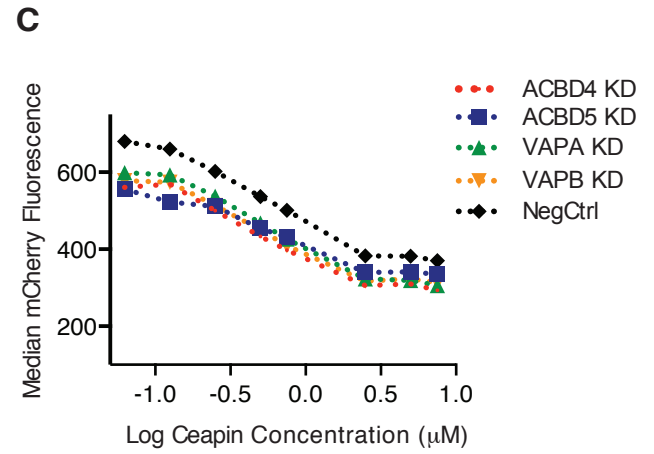 C
Median mCherry Fluorescence
600
400
200
-1.0 -0.5 0.0 0.5 1.0
Log Ceapin Concentration (μM)
ACBD4 KD
ACBD5 KD
VAPA KD
VAPB KD
NegCtrl